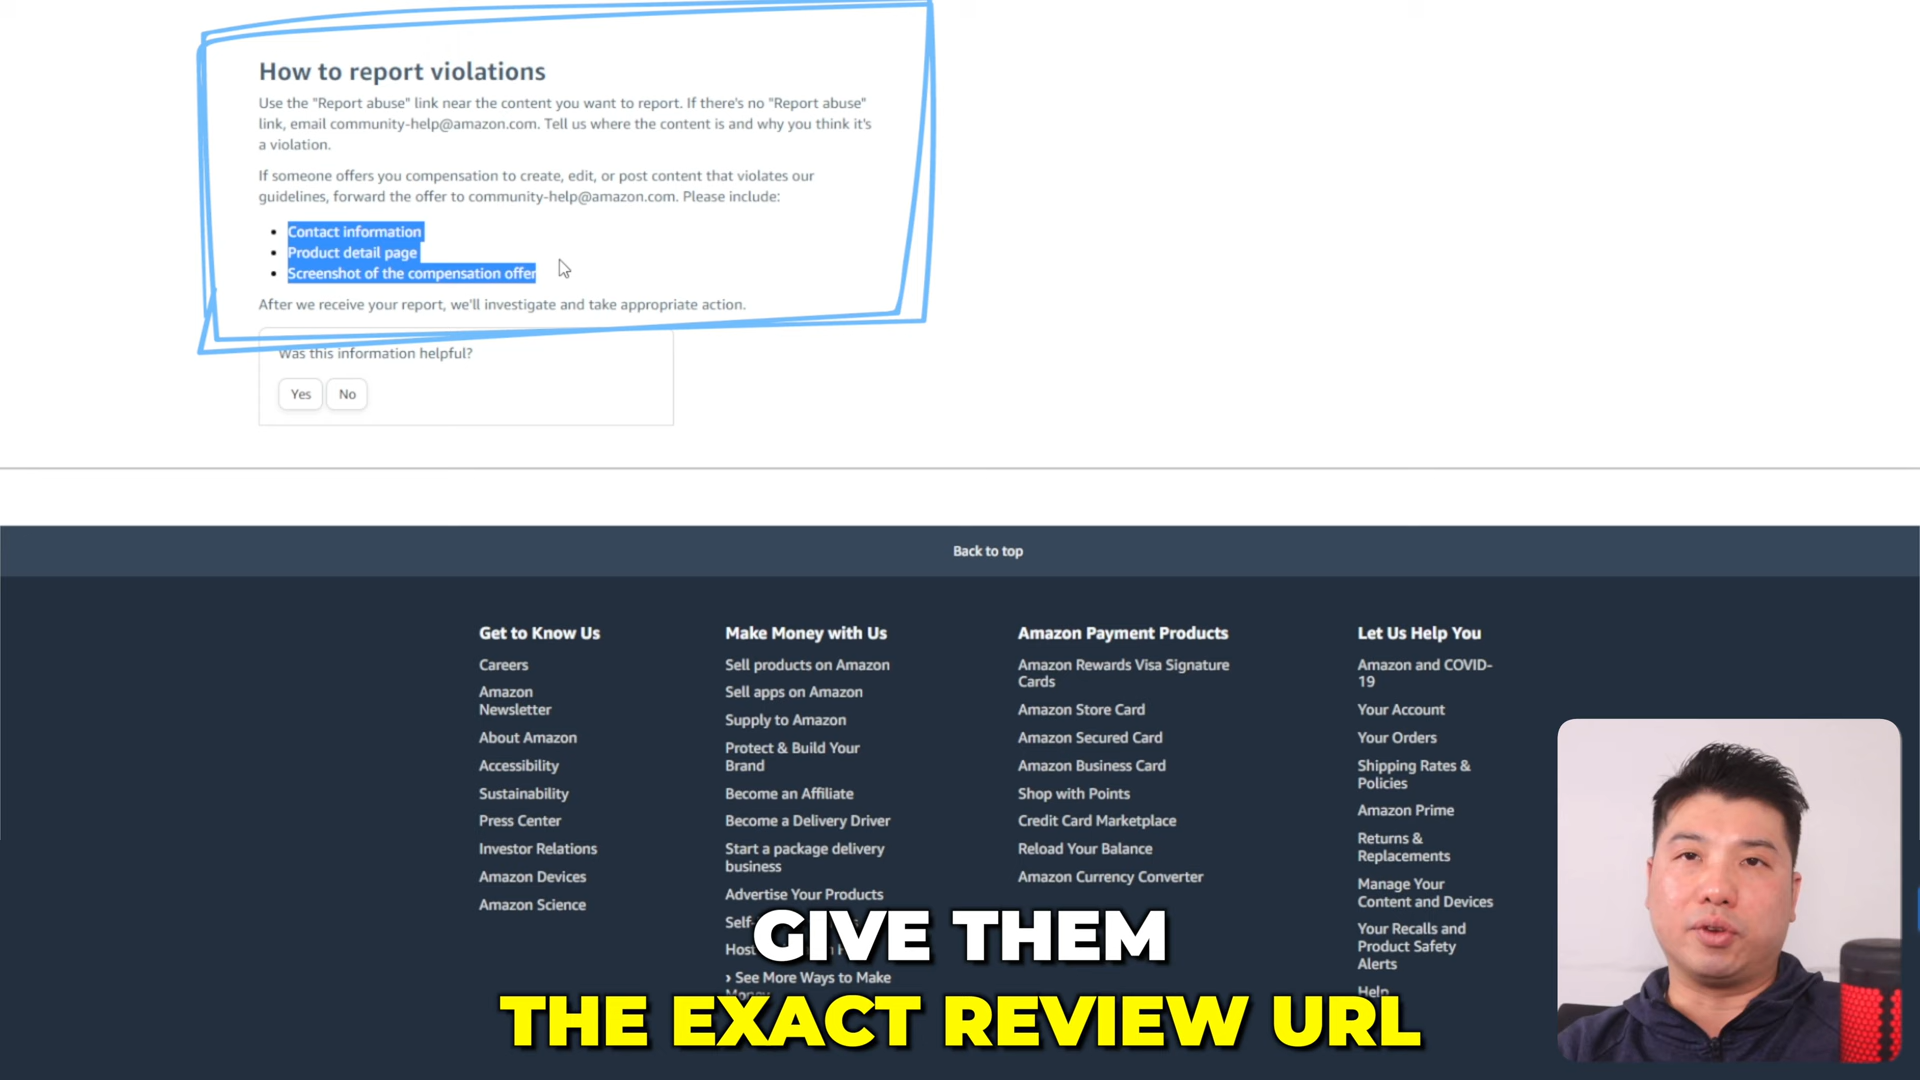 How to report violations
Use the "Report abuse" link near the content you want to report. If there's no "Report abuse"
link, email community-help@amazon.com. Tell us where the content is and why you think it's
a violation.
If someone offers you compensation to create, edit, or post content that violates our
guidelines, forward the offer to community-help@amazon.com. Please include:
• Contact information
• Product detail page
• Screenshot of the compensation offer
After we receive your report, we'll investigate and take appropriate action.
Was this information helpful?
Yes No
Back to top
Get to Know Us
Careers
Amazon
Newsletter
About Amazon
Accessibility
Sustainability
Press Center
Investor Relations
Amazon Devices
Amazon Science
Make Money with Us
Sell products on Amazon
Sell apps on Amazon
Supply to Amazon
Protect & Build Your
Brand
Become an Affiliate
Become a Delivery Driver
Start a package delivery
business
Advertise Your Products
Self-
Host
› See More Ways to Make
Money
Amazon Payment Products
Amazon Rewards Visa Signature
Cards
Amazon Store Card
Amazon Secured Card
Amazon Business Card
Shop with Points
Credit Card Marketplace
Reload Your Balance
Amazon Currency Converter
Let Us Help You
Amazon and COVID-
19
Your Account
Your Orders
Shipping Rates &
Policies
Amazon Prime
Returns &
Replacements
Manage Your
Content and Devices
Your Recalls and
Product Safety
Alerts
Help
GIVE THEM
THE EXACT REVIEW URL